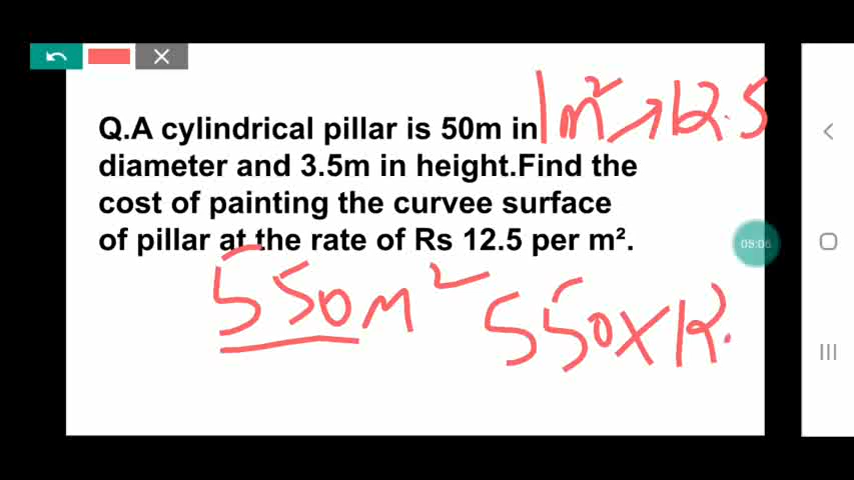 Q.A cylindrical pillar is 50m in 1m² → 12.5
diameter and 3.5m in height.Find the
cost of painting the curvee surface
of pillar at the rate of Rs 12.5 per m².
08:06
550m² 550×12.